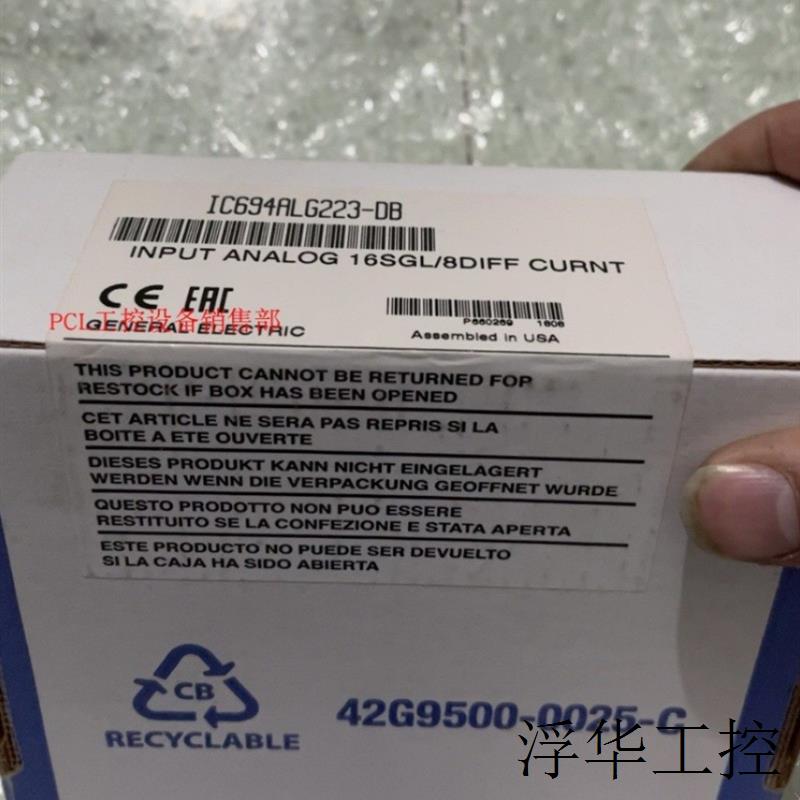 IC694ALG223-DB
INPUT ANALOG 16SGL/8DIFF CURNT
CE EAC
P660269 1806
PCL工控设备销售部
GENERAL ELECTRIC
Assembled in USA
THIS PRODUCT CANNOT BE RETURNED FOR
RESTOCK IF BOX HAS BEEN OPENED
CET ARTICLE NE SERA PAS REPRIS SI LA
BOITE A ETE OUVERTE
DIESES PRODUKT KANN NICHT EINGELAGERT
WERDEN WENN DIE VERPACKUNG GEOFFNET WURDE
QUESTO PRODOTTO NON PUO ESSERE
RESTITUITO SE LA CONFEZIONE E STATA APERTA
ESTE PRODUCTO NO PUEDE SER DEVUELTO
SI LA CAJA HA SIDO ABIERTA
CB
RECYCLABLE
42G9500-0025-C
浮华工控